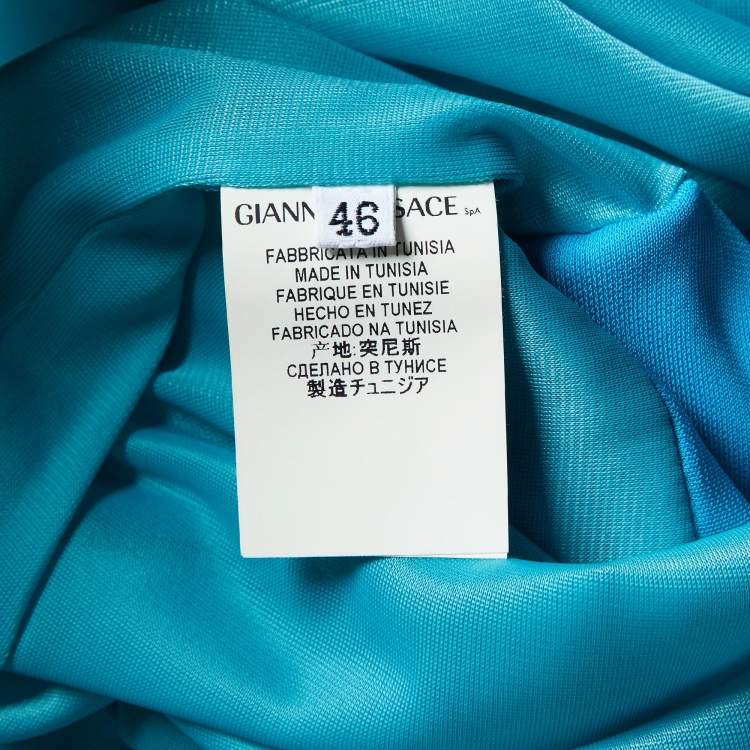 GIANN SACE SpA
46
FABBRICATA IN TUNISIA
MADE IN TUNISIA
FABRIQUE EN TUNISIE
HECHO EN TUNEZ
FABRICADO NA TUNISIA
产地:突尼斯
СДЕЛАНО В ТУНИСЕ
製造チュニジア